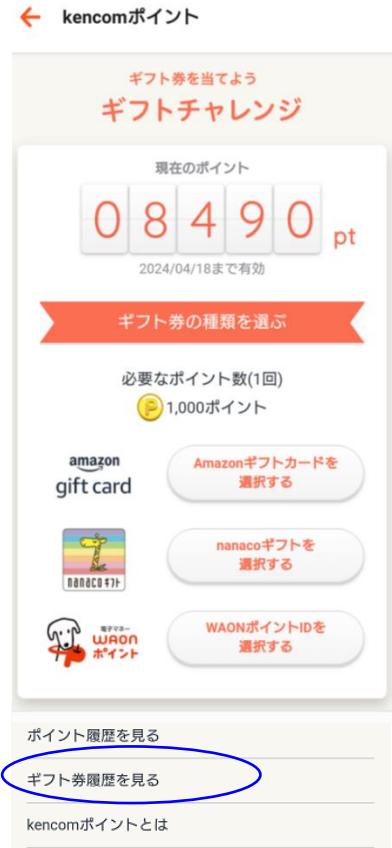 kencomポイント
ギフト券を当てよう
ギフトチャレンジ
現在のポイント
08490 pt
2024/04/18まで有効
ギフト券の種類を選ぶ
必要なポイント数(1回)
P 1,000ポイント
amazon
gift card
Amazonギフトカードを
選択する
nanacoギフト
nanacoギフトを
選択する
電子マネー
WAON
ポイント
WAONポイントIDを
選択する
ポイント履歴を見る
ギフト券履歴を見る
kencomポイントとは